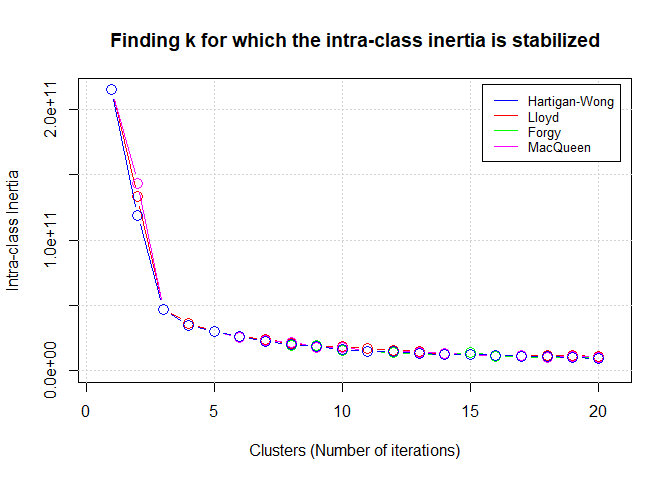 Finding k for which the intra-class inertia is stabilized
Hartigan-Wong
Lloyd
Forgy
MacQueen
Intra-class Inertia
2.0e+11
1.0e+11
0.0e+00
0 5 10 15 20
Clusters (Number of iterations)